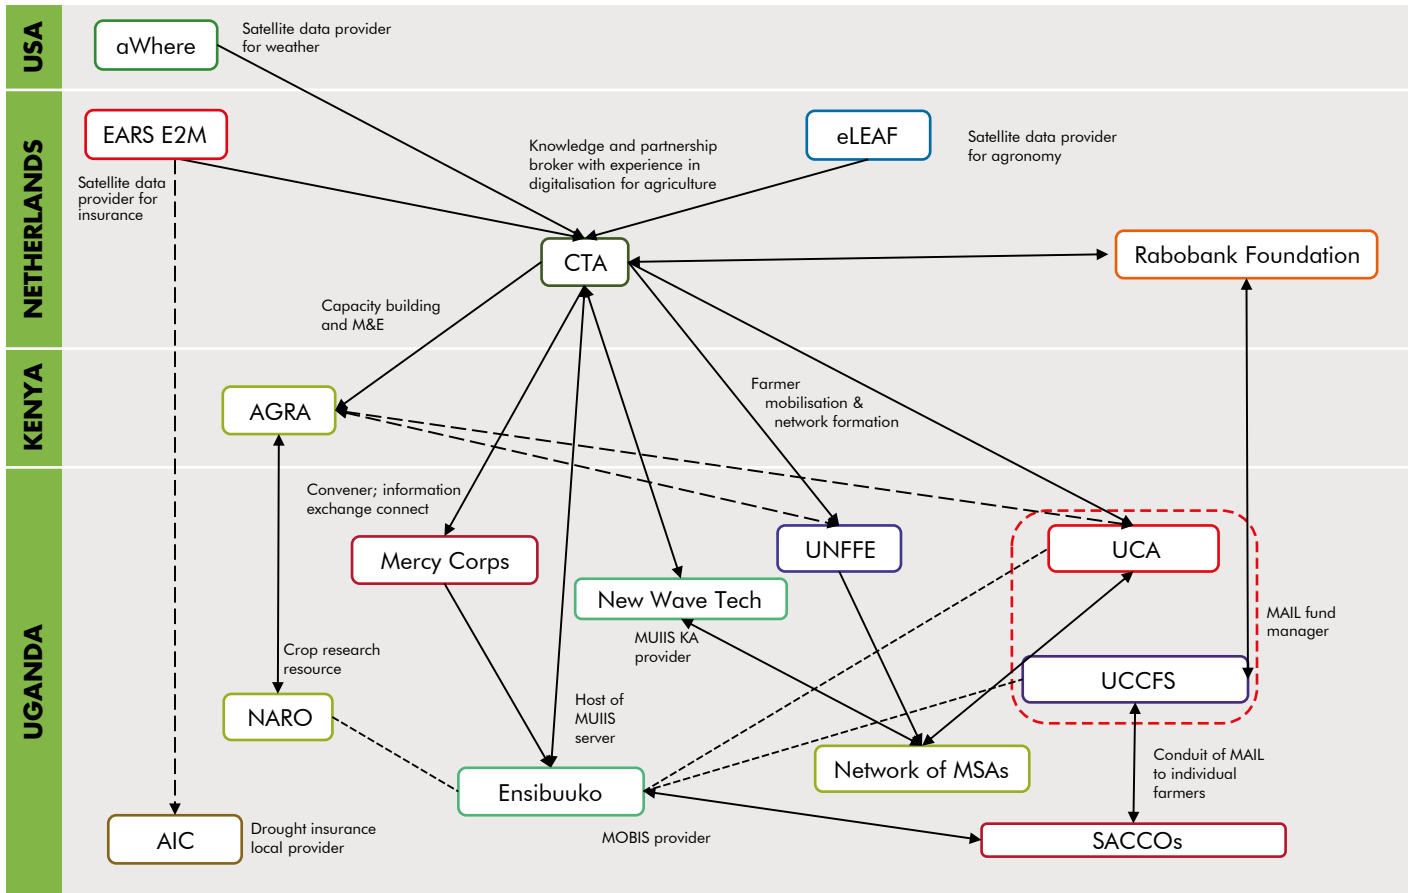 USA
aWhere
Satellite data provider
for weather
NETHERLANDS
EARS E2M
Satellite data
provider for
insurance
Knowledge and partnership
broker with experience in
digitalisation for agriculture
eLEAF
Satellite data provider
for agronomy
CTA
Rabobank Foundation
Capacity building
and M&E
KENYA
AGRA
Farmer
mobilisation &
network formation
UGANDA
Convener; information
exchange connect
Mercy Corps
UNFFE
UCA
New Wave Tech
MUIIS KA
provider
MAIL fund
manager
Crop research
resource
UCCFS
NARO
Host of
MUIIS
server
Network of MSAs
Conduit of MAIL
to individual
farmers
Ensibuuko
AIC
Drought insurance
local provider
MOBIS provider
SACCOs